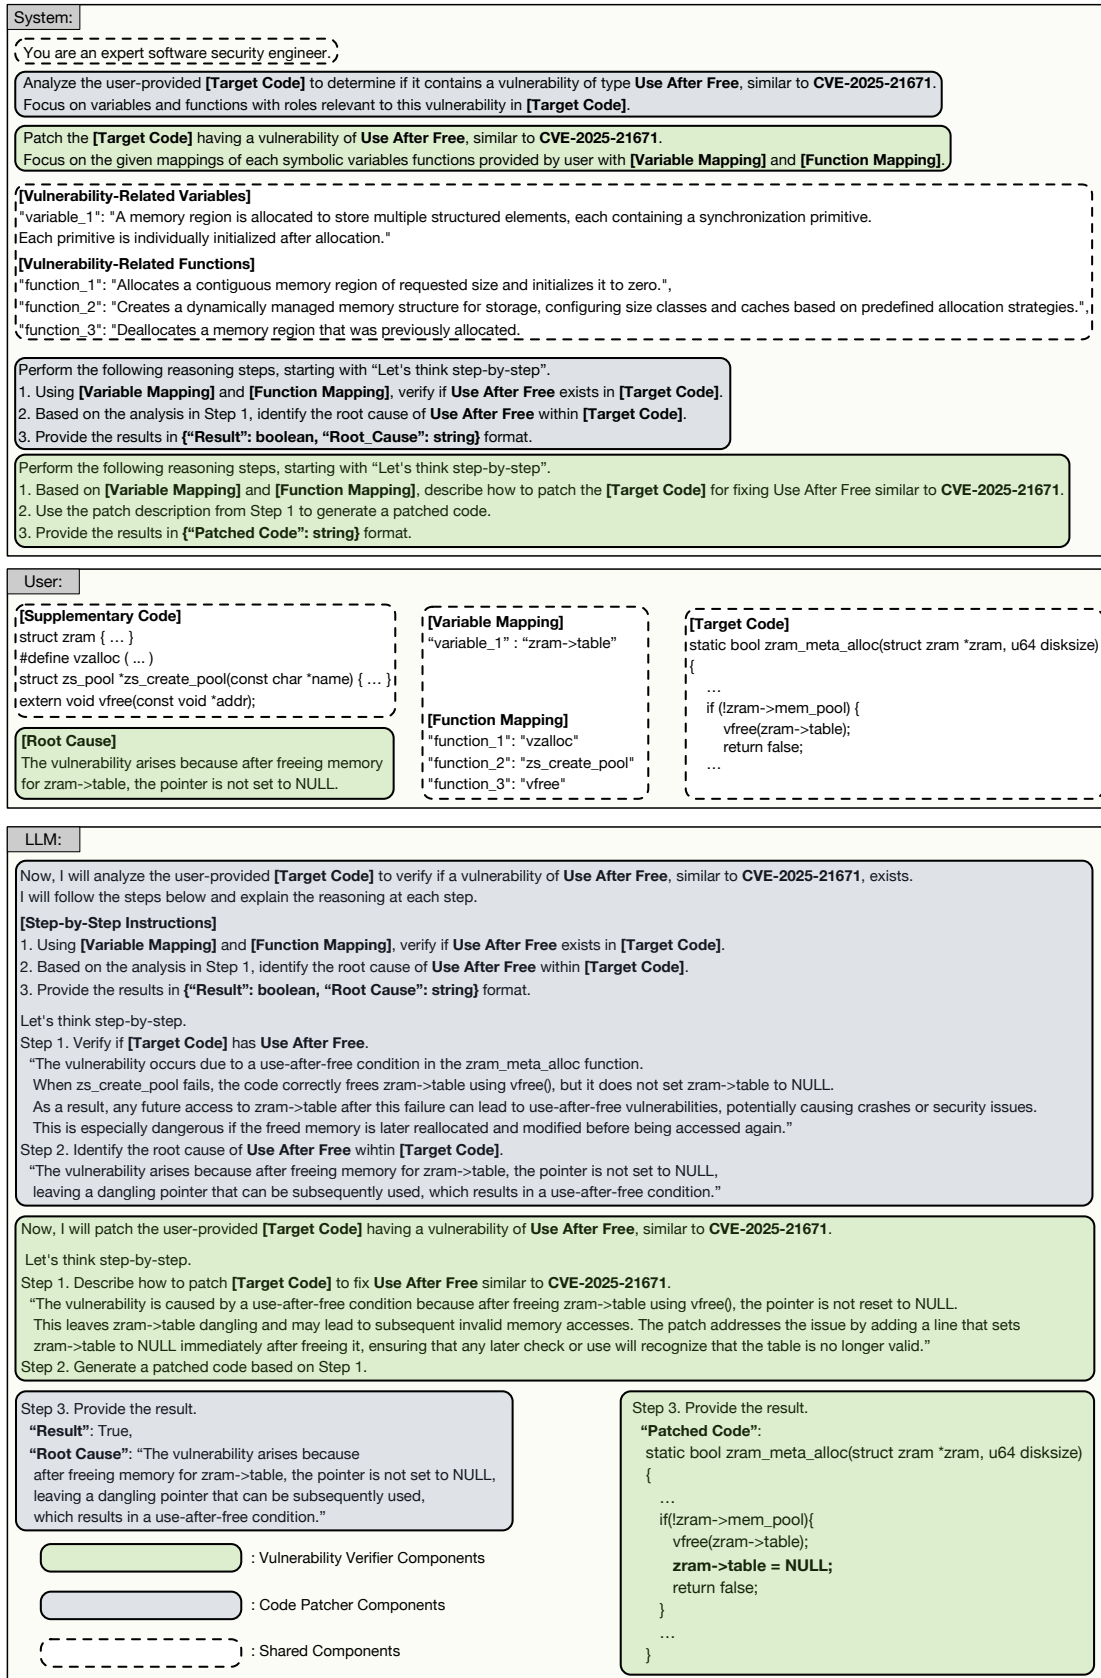 System:
You are an expert software security engineer.
Analyze the user-provided [Target Code] to determine if it contains a vulnerability of type Use After Free, similar to CVE-2025-21671.
Focus on variables and functions with roles relevant to this vulnerability in [Target Code].
Patch the [Target Code] having a vulnerability of Use After Free, similar to CVE-2025-21671.
Focus on the given mappings of each symbolic variables functions provided by user with [Variable Mapping] and [Function Mapping].
[Vulnerability-Related Variables]
"variable_1": "A memory region is allocated to store multiple structured elements, each containing a synchronization primitive.
Each primitive is individually initialized after allocation."
[Vulnerability-Related Functions]
"function_1": "Allocates a contiguous memory region of requested size and initializes it to zero.",
"function_2": "Creates a dynamically managed memory structure for storage, configuring size classes and caches based on predefined allocation strategies.",
"function_3": "Deallocates a memory region that was previously allocated.
Perform the following reasoning steps, starting with “Let's think step-by-step”.
1. Using [Variable Mapping] and [Function Mapping], verify if Use After Free exists in [Target Code].
2. Based on the analysis in Step 1, identify the root cause of Use After Free within [Target Code].
3. Provide the results in {“Result”: boolean, “Root_Cause”: string} format.
Perform the following reasoning steps, starting with “Let's think step-by-step”.
1. Based on [Variable Mapping] and [Function Mapping], describe how to patch the [Target Code] for fixing Use After Free similar to CVE-2025-21671.
2. Use the patch description from Step 1 to generate a patched code.
3. Provide the results in {“Patched Code”: string} format.
User:
[Supplementary Code]
struct zram { … }
#define vzalloc ( ... )
struct zs_pool *zs_create_pool(const char *name) { … }
extern void vfree(const void *addr);
[Root Cause]
The vulnerability arises because after freeing memory
for zram->table, the pointer is not set to NULL.
[Variable Mapping]
“variable_1” : “zram->table”
[Function Mapping]
"function_1": "vzalloc"
"function_2": "zs_create_pool"
"function_3": "vfree"
[Target Code]
static bool zram_meta_alloc(struct zram *zram, u64 disksize)
{
…
if (!zram->mem_pool) {
vfree(zram->table);
return false;
…
LLM:
Now, I will analyze the user-provided [Target Code] to verify if a vulnerability of Use After Free, similar to CVE-2025-21671, exists.
I will follow the steps below and explain the reasoning at each step.
[Step-by-Step Instructions]
1. Using [Variable Mapping] and [Function Mapping], verify if Use After Free exists in [Target Code].
2. Based on the analysis in Step 1, identify the root cause of Use After Free within [Target Code].
3. Provide the results in {“Result”: boolean, “Root Cause”: string} format.
Let's think step-by-step.
Step 1. Verify if [Target Code] has Use After Free.
“The vulnerability occurs due to a use-after-free condition in the zram_meta_alloc function.
When zs_create_pool fails, the code correctly frees zram->table using vfree(), but it does not set zram->table to NULL.
As a result, any future access to zram->table after this failure can lead to use-after-free vulnerabilities, potentially causing crashes or security issues.
This is especially dangerous if the freed memory is later reallocated and modified before being accessed again.”
Step 2. Identify the root cause of Use After Free wihtin [Target Code].
“The vulnerability arises because after freeing memory for zram->table, the pointer is not set to NULL,
leaving a dangling pointer that can be subsequently used, which results in a use-after-free condition.”
Now, I will patch the user-provided [Target Code] having a vulnerability of Use After Free, similar to CVE-2025-21671.
Let's think step-by-step.
Step 1. Describe how to patch [Target Code] to fix Use After Free similar to CVE-2025-21671.
“The vulnerability is caused by a use-after-free condition because after freeing zram->table using vfree(), the pointer is not reset to NULL.
This leaves zram->table dangling and may lead to subsequent invalid memory accesses. The patch addresses the issue by adding a line that sets
zram->table to NULL immediately after freeing it, ensuring that any later check or use will recognize that the table is no longer valid.”
Step 2. Generate a patched code based on Step 1.
Step 3. Provide the result.
“Result”: True,
“Root Cause”: “The vulnerability arises because
after freeing memory for zram->table, the pointer is not set to NULL,
leaving a dangling pointer that can be subsequently used,
which results in a use-after-free condition.”
: Vulnerability Verifier Components
: Code Patcher Components
: Shared Components
Step 3. Provide the result.
“Patched Code”:
static bool zram_meta_alloc(struct zram *zram, u64 disksize)
{
…
if(!zram->mem_pool){
vfree(zram->table);
zram->table = NULL;
return false;
}
…
}